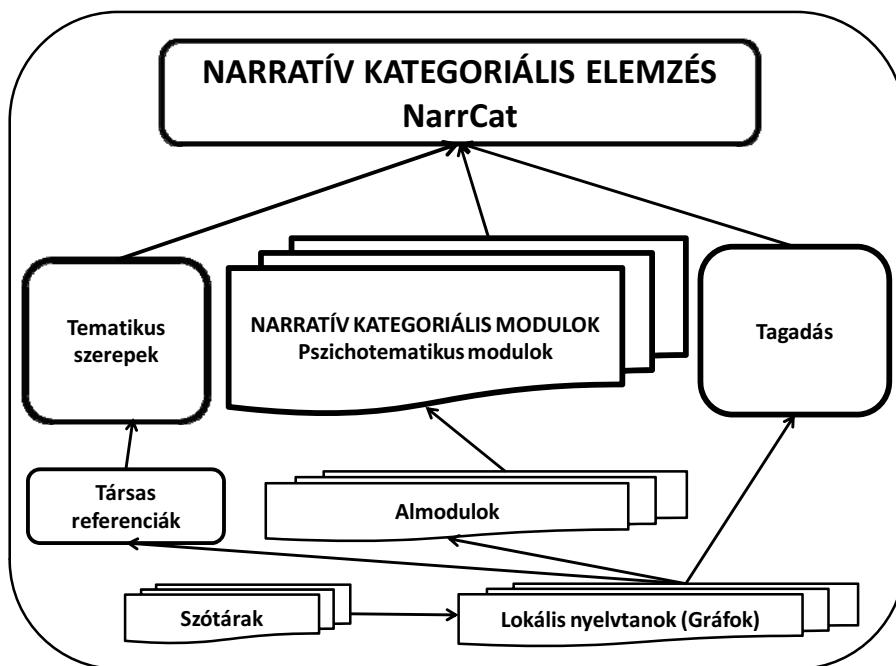 NARRATÍV KATEGORIÁLIS ELEMZÉS
NarrCat
Tematikus
szerepek
NARRATÍV KATEGORIÁLIS MODULOK
Pszichotematikus modulok
Tagadás
Társas
referenciák
Almodulok
Szótárak
Lokális nyelvtanok (Gráfok)